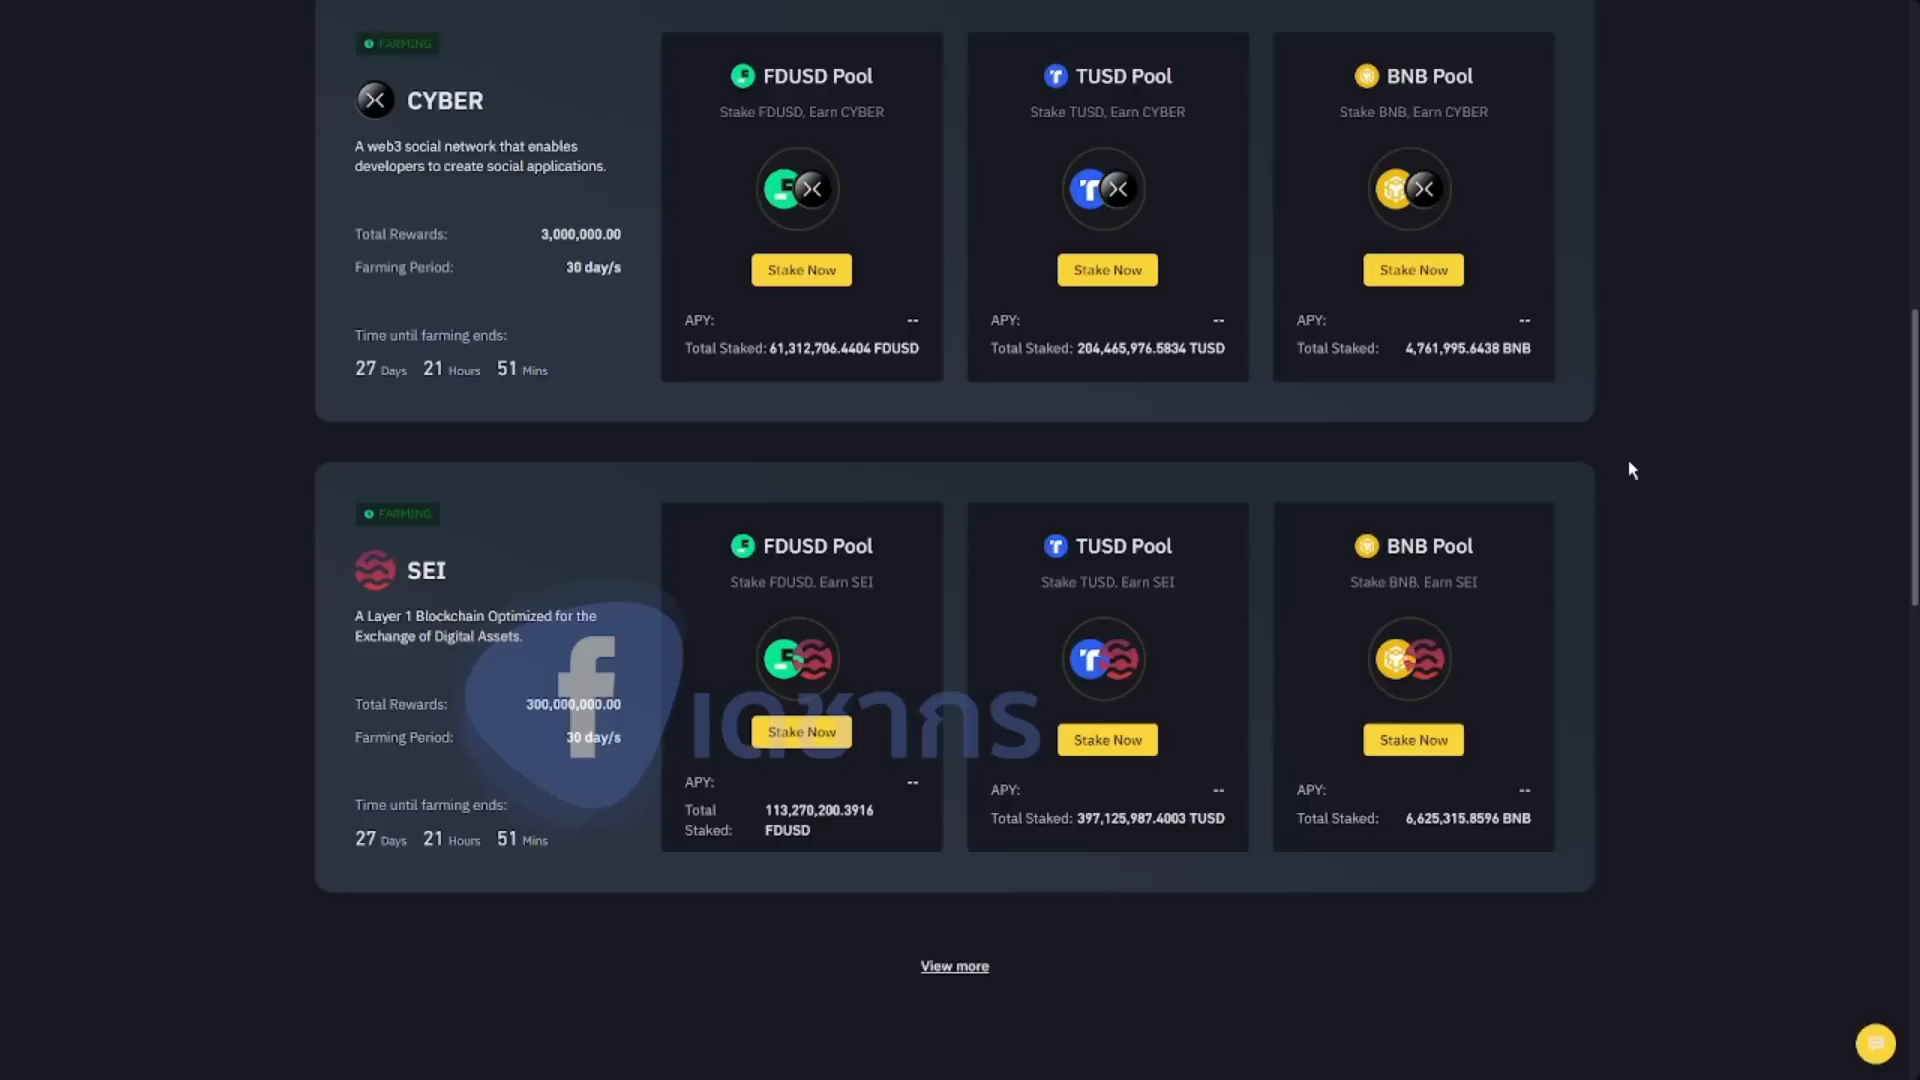 FARMING
CYBER
A web3 social network that enables
developers to create social applications.
Total Rewards: 3,000,000.00
Farming Period: 30 day/s
Time until farming ends:
27 Days 21 Hours 51 Mins
FDUSD Pool
Stake FDUSD, Earn CYBER
Stake Now
APY: --
Total Staked: 61,312,706.4404 FDUSD
TUSD Pool
Stake TUSD, Earn CYBER
Stake Now
APY: --
Total Staked: 204,465,976.5834 TUSD
BNB Pool
Stake BNB, Earn CYBER
Stake Now
APY: --
Total Staked: 4,761,995.6438 BNB
FARMING
SEI
A Layer 1 Blockchain Optimized for the
Exchange of Digital Assets.
Total Rewards: 300,000,000.00
Farming Period: 30 day/s
Time until farming ends:
27 Days 21 Hours 51 Mins
FDUSD Pool
Stake FDUSD, Earn SEI
Stake Now
APY: --
Total 113,270,200.3916
Staked: FDUSD
TUSD Pool
Stake TUSD, Earn SEI
Stake Now
APY: --
Total Staked: 397,125,987.4003 TUSD
BNB Pool
Stake BNB, Earn SEI
Stake Now
APY: --
Total Staked: 6,625,315.8596 BNB
f เดชากร
View more